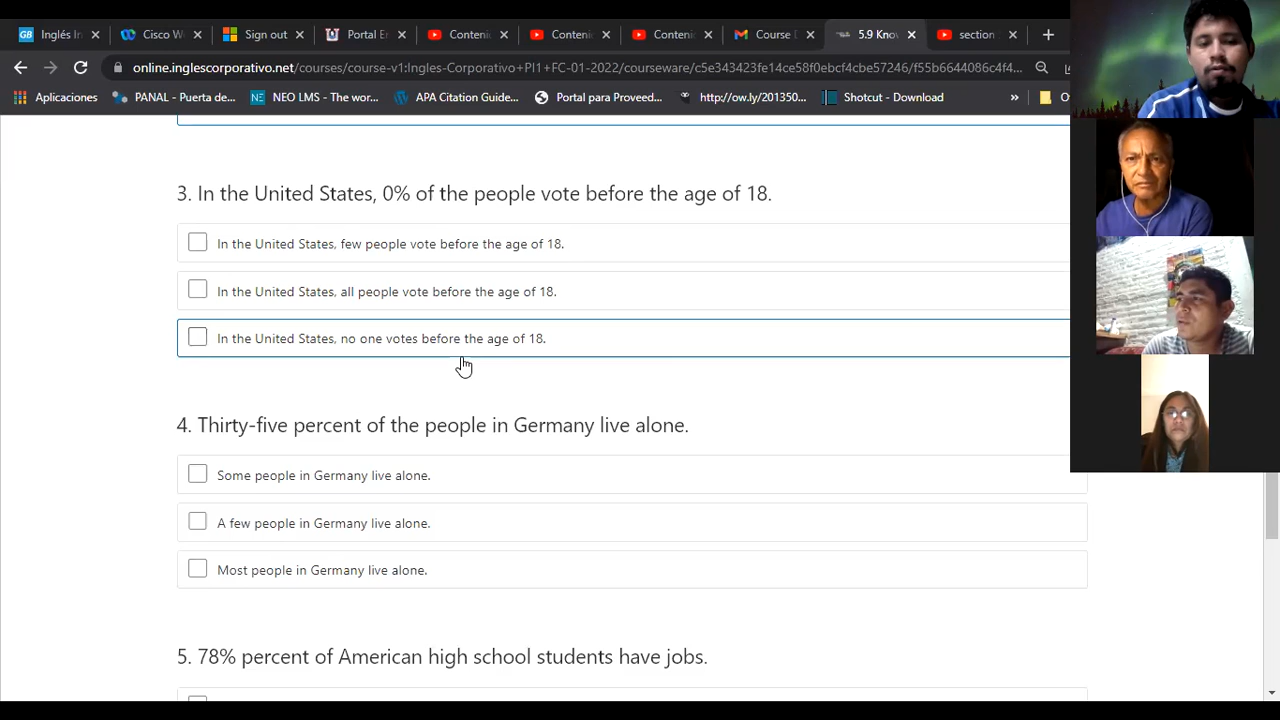 Inglés In
Cisco W
Sign out
Portal En
Conteni
Conteni
Conteni
Course
5.9 Kno
section
online.inglescorporativo.net/courses/course-v1:Ingles-Corporativo+PI1+FC-01-2022/courseware/c5e343423fe14ce58f0ebcf4cbe57246/f55b6644086c4f4...
Aplicaciones
PANAL - Puerta de...
NEO LMS - The wor...
APA Citation Guide...
Portal para Proveed...
http://ow.ly/201350...
Shotcut - Download
»
3. In the United States, 0% of the people vote before the age of 18.
In the United States, few people vote before the age of 18.
In the United States, all people vote before the age of 18.
In the United States, no one votes before the age of 18.
4. Thirty-five percent of the people in Germany live alone.
Some people in Germany live alone.
A few people in Germany live alone.
Most people in Germany live alone.
5. 78% percent of American high school students have jobs.